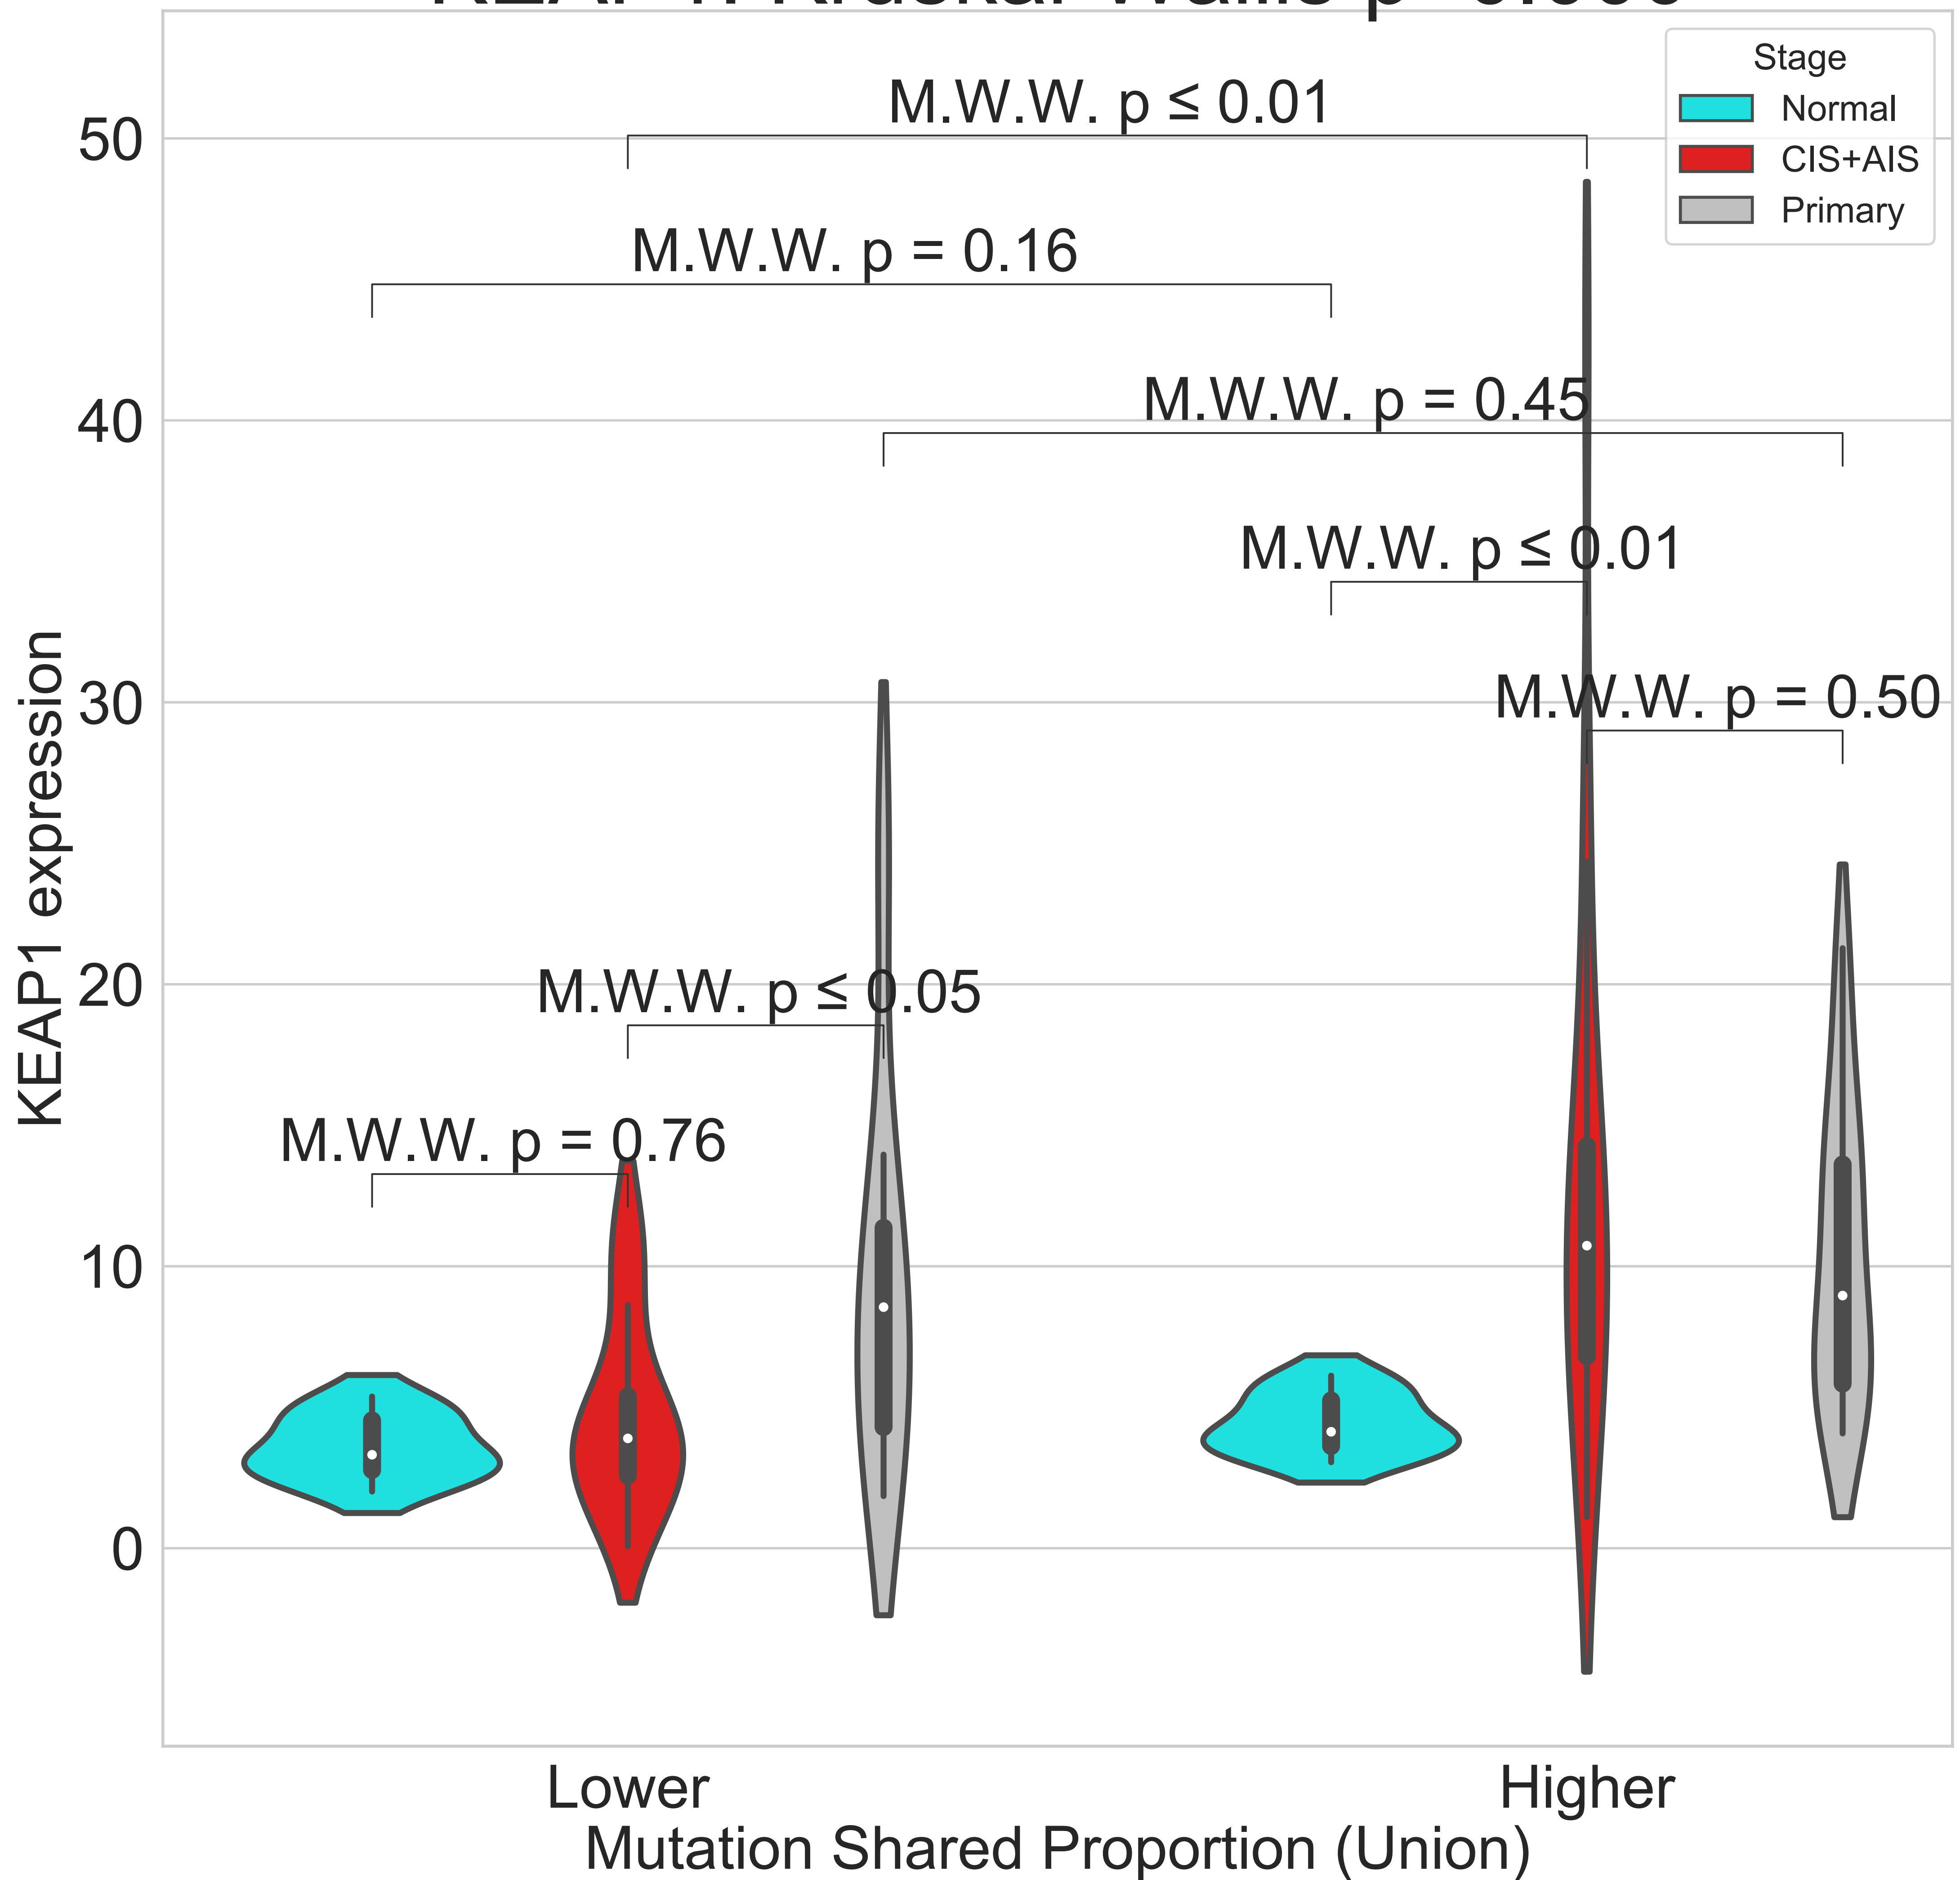 Stage
Normal
CIS+AIS
Primary
M.W.W. p ≤ 0.01
M.W.W. p = 0.16
M.W.W. p = 0.45
M.W.W. p ≤ 0.01
M.W.W. p = 0.50
M.W.W. p ≤ 0.05
M.W.W. p = 0.76
KEAP1 expression
50
40
30
20
10
0
Lower
Higher
Mutation Shared Proportion (Union)